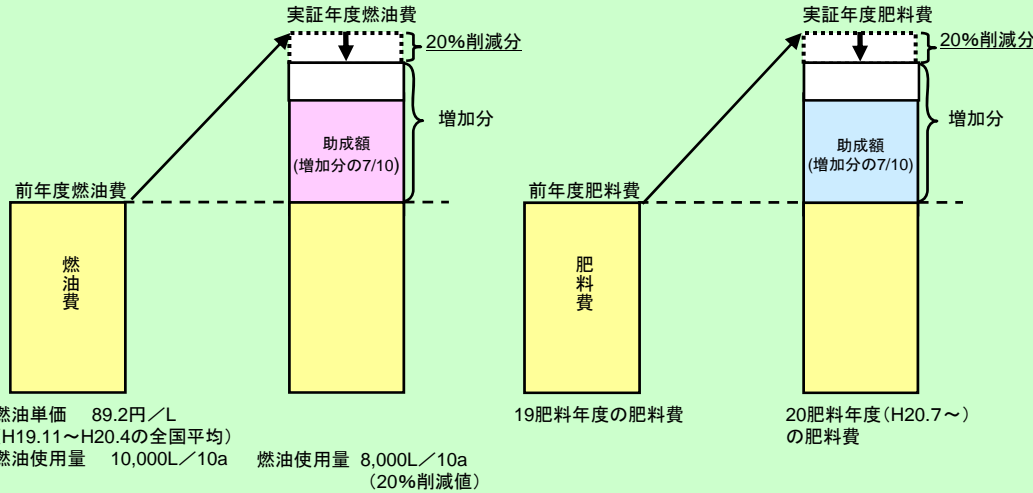 実証年度燃油費
20%削減分
増加分
助成額
(増加分の7/10)
前年度燃油費
燃油費
燃油単価 89.2円／L
(H19.11～H20.4の全国平均)
燃油使用量 10,000L／10a
燃油使用量 8,000L／10a
(20%削減値)
実証年度肥料費
20%削減分
増加分
助成額
(増加分の7/10)
前年度肥料費
肥料費
19肥料年度の肥料費
20肥料年度(H20.7～)
の肥料費